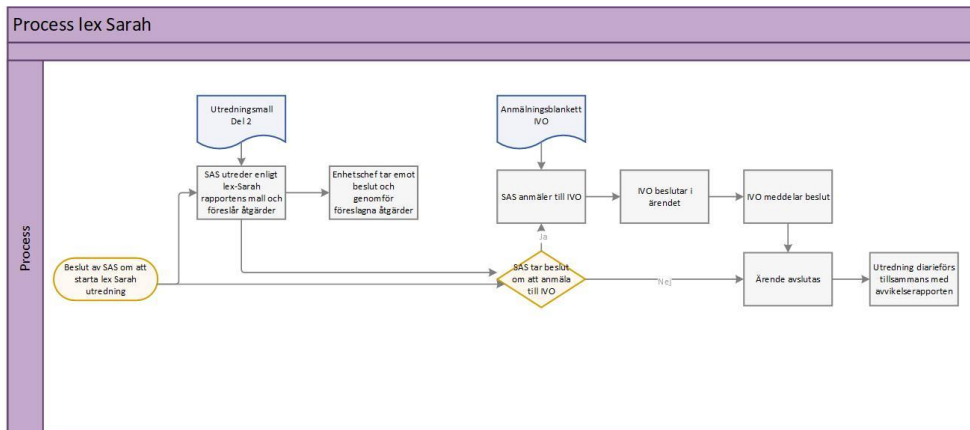 Process lex Sarah
Process
Utredningsmall
Del 2
Anmälningsblankett
IVO
SAS utreder enligt
lex-Sarah
rapportens mall och
föreslår åtgärder
Enhetschef tar emot
beslut och
genomför
föreslagna åtgärder
SAS anmäler till IVO
IVO beslutar i
ärendet
IVO meddelar beslut
Ja
Beslut av SAS om att
starta lex Sarah
utredning
SAS tar beslut
om att anmäla
till IVO
Nej
Ärende avslutas
Utredning diarieförs
tillsammans med
avvikelserapporten